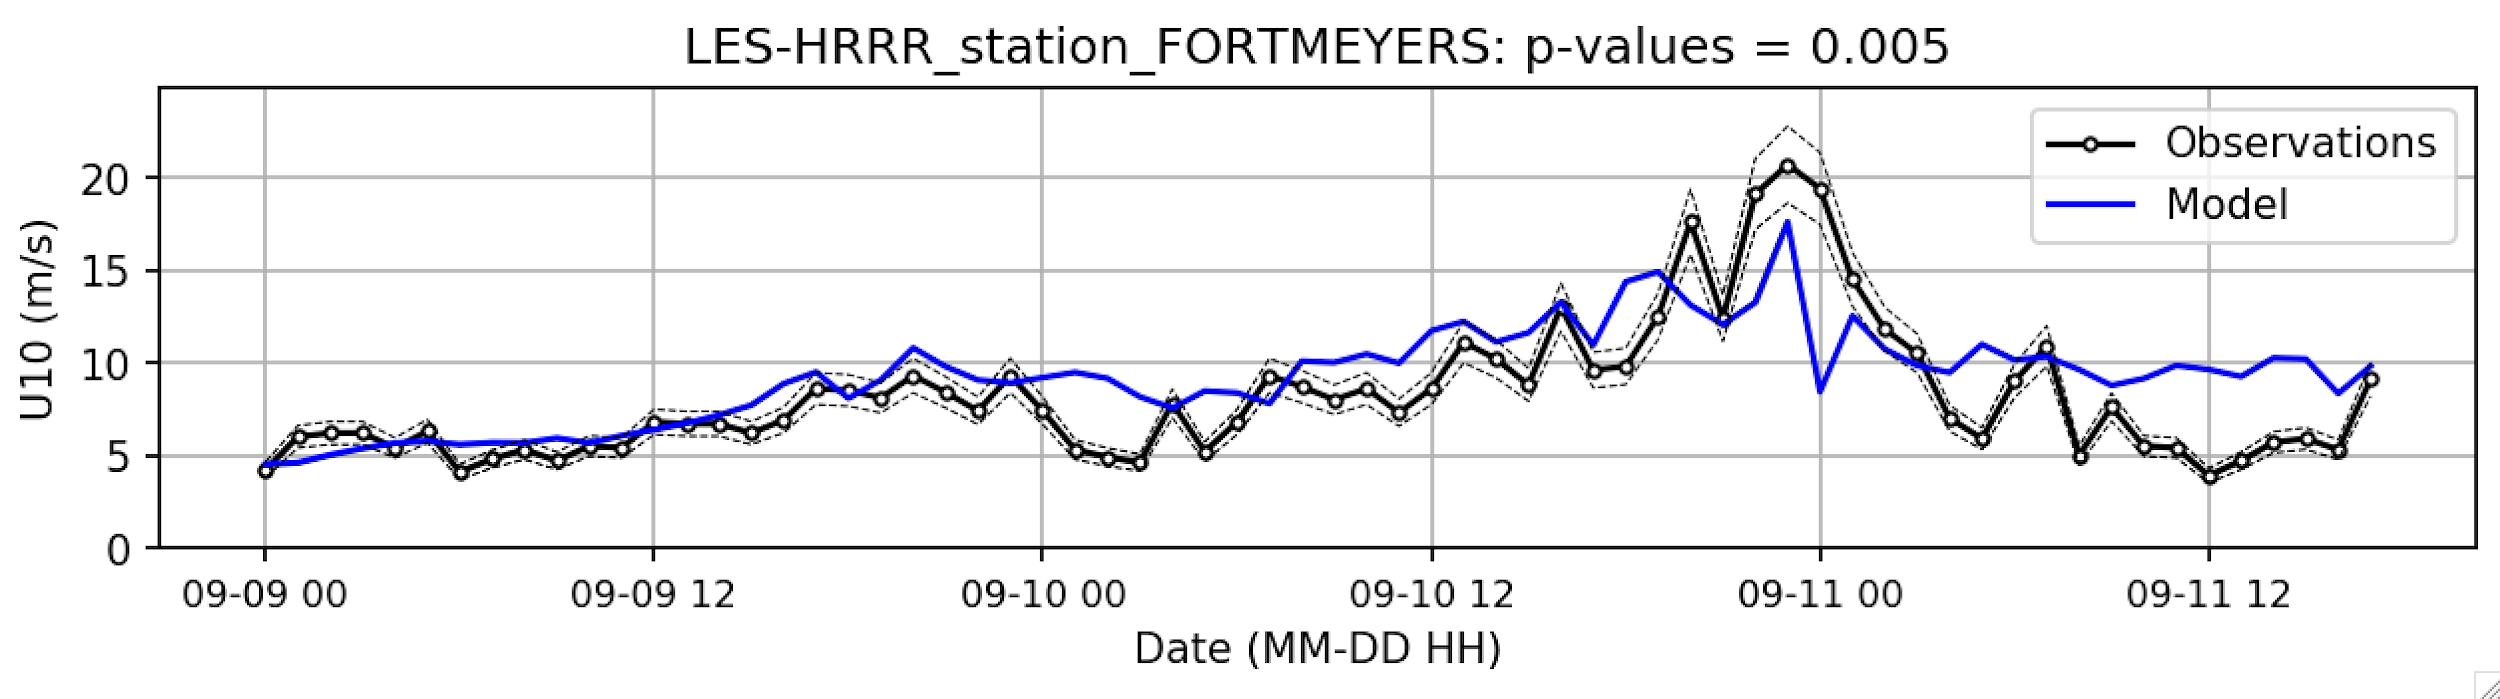 LES-HRRR_station_FORTMEYERS: p-values = 0.005
U10 (m/s)
20
15
10
5
0
Observations
Model
09-09 00 09-09 12 09-10 00 09-10 12 09-11 00 09-11 12
Date (MM-DD HH)